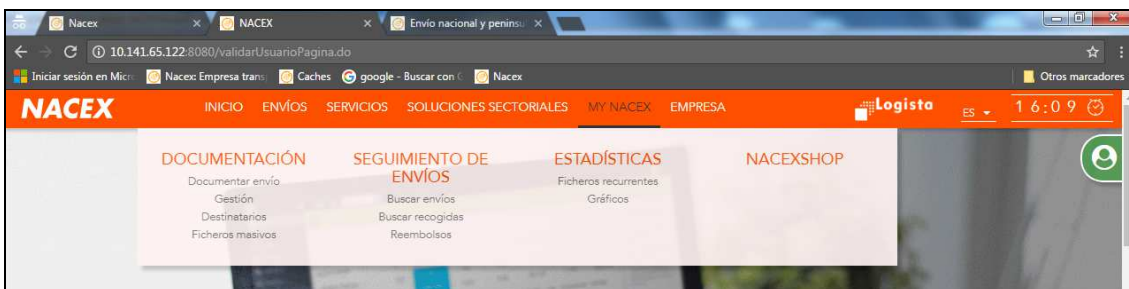 Nacex
NACEX
Envío nacional y peninsu
10.141.65.122:8080/validarUsuarioPagina.do
Iniciar sesión en Micro
Nacex: Empresa trans
Caches
google - Buscar con G
Nacex
Otros marcadores
NACEX INICIO ENVÍOS SERVICIOS SOLUCIONES SECTORIALES MY NACEX EMPRESA Logista ES 16:09
DOCUMENTACIÓN
Documentar envío
Gestión
Destinatarios
Ficheros masivos
SEGUIMIENTO DE
ENVÍOS
Buscar envíos
Buscar recogidas
Reembolsos
ESTADÍSTICAS
Ficheros recurrentes
Gráficos
NACEXSHOP